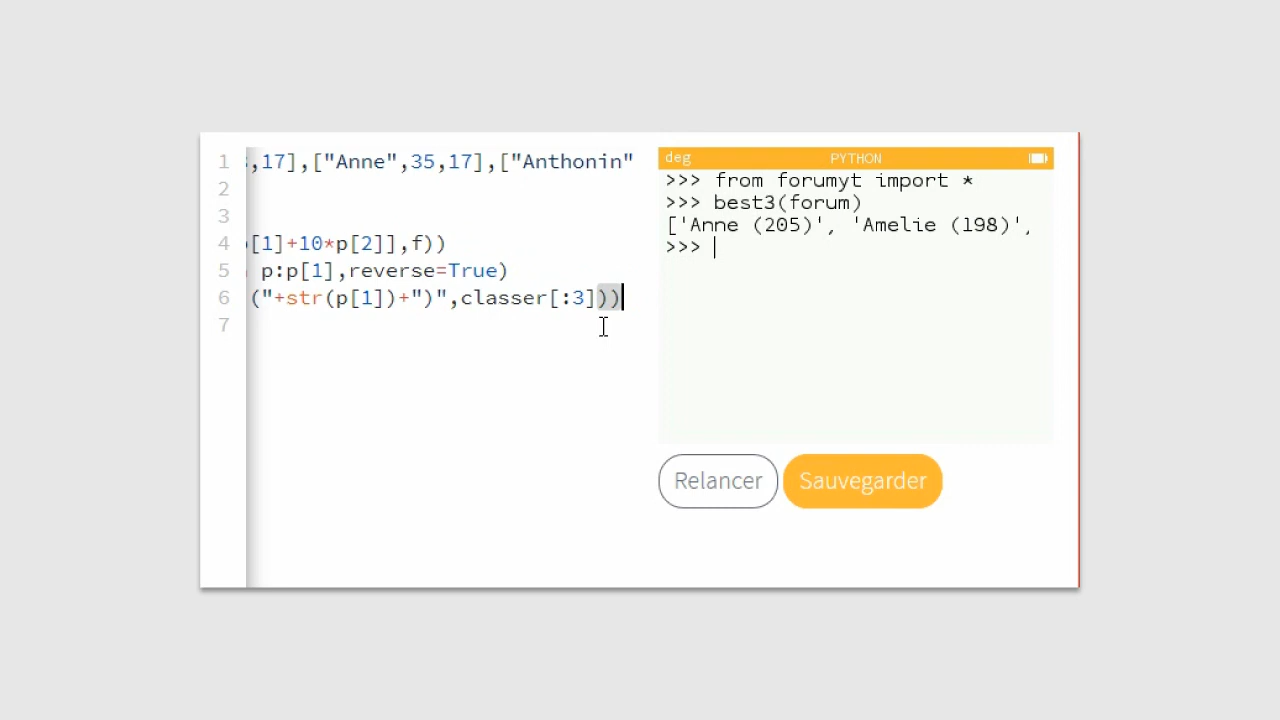 1 ,17],["Anne",35,17],["Anthonin"
2
3
4 [1]+10*p[2]],f))
5 p:p[1],reverse=True)
6 ("+str(p[1])+")",classer[:3]))
7
deg PYTHON
>>> from forumyt import *
>>> best3(forum)
['Anne (205)', 'Amelie (198)',
>>>
Relancer Sauvegarder